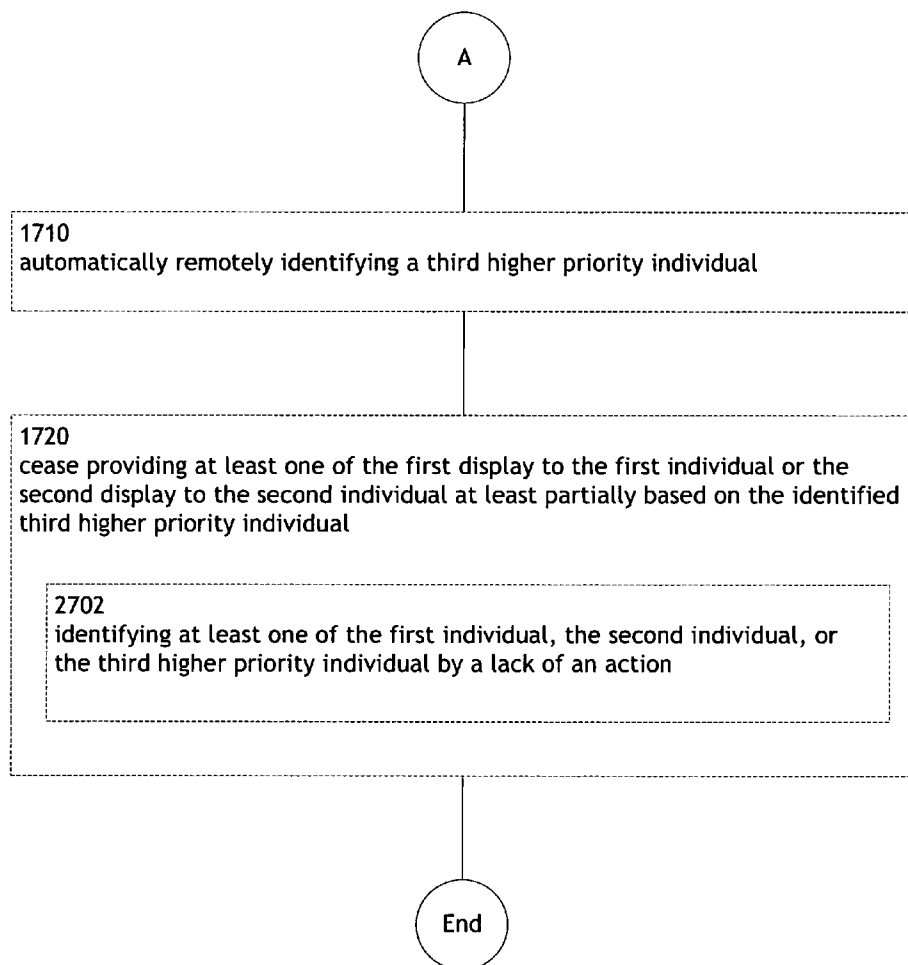 A
1710
automatically remotely identifying a third higher priority individual
1720
cease providing at least one of the first display to the first individual or the
second display to the second individual at least partially based on the identified
third higher priority individual
2702
identifying at least one of the first individual, the second individual, or
the third higher priority individual by a lack of an action
End